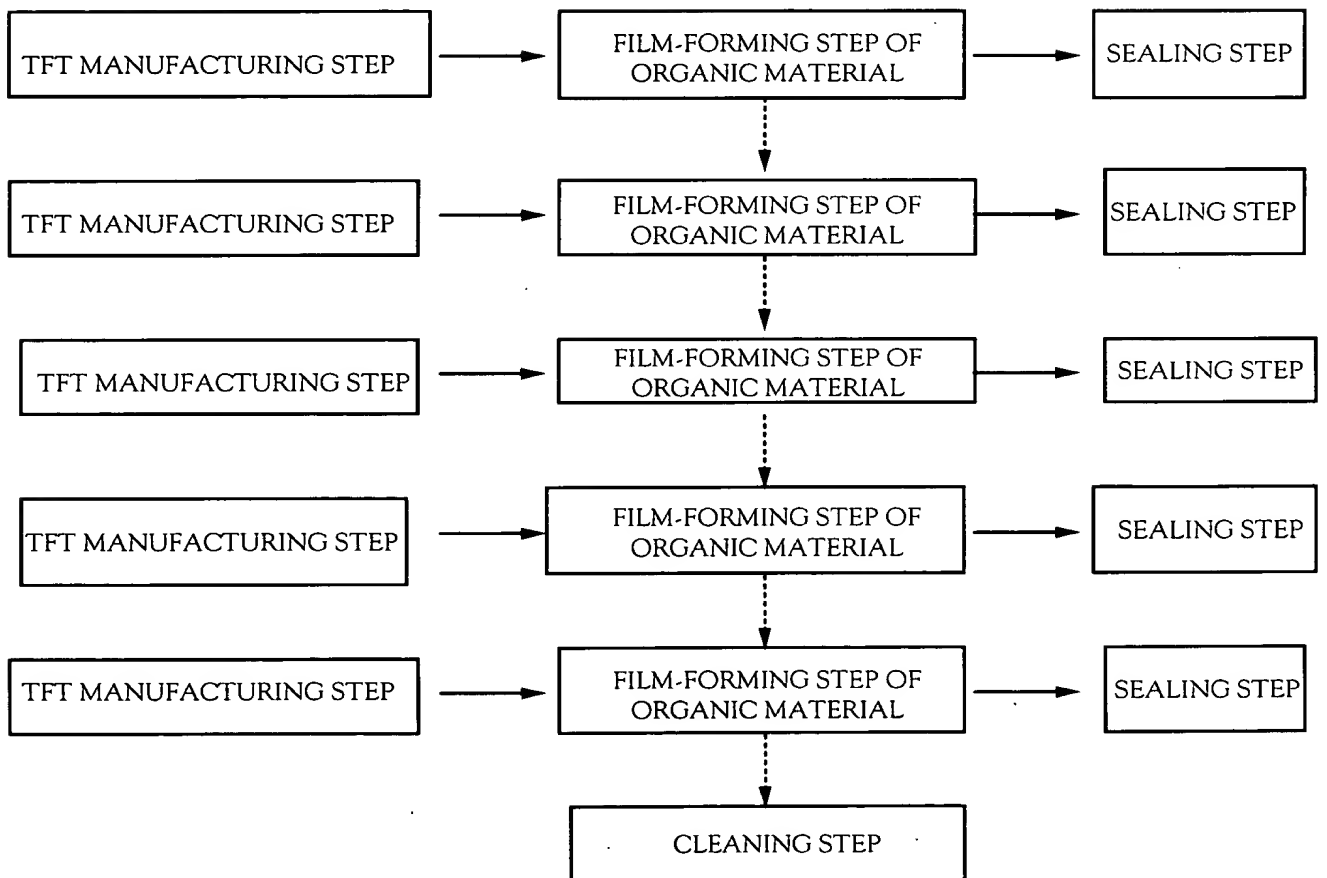 TFT MANUFACTURING STEP
FILM-FORMING STEP OF
ORGANIC MATERIAL
SEALING STEP
TFT MANUFACTURING STEP
FILM-FORMING STEP OF
ORGANIC MATERIAL
SEALING STEP
TFT MANUFACTURING STEP
FILM-FORMING STEP OF
ORGANIC MATERIAL
SEALING STEP
TFT MANUFACTURING STEP
FILM-FORMING STEP OF
ORGANIC MATERIAL
SEALING STEP
TFT MANUFACTURING STEP
FILM-FORMING STEP OF
ORGANIC MATERIAL
SEALING STEP
CLEANING STEP